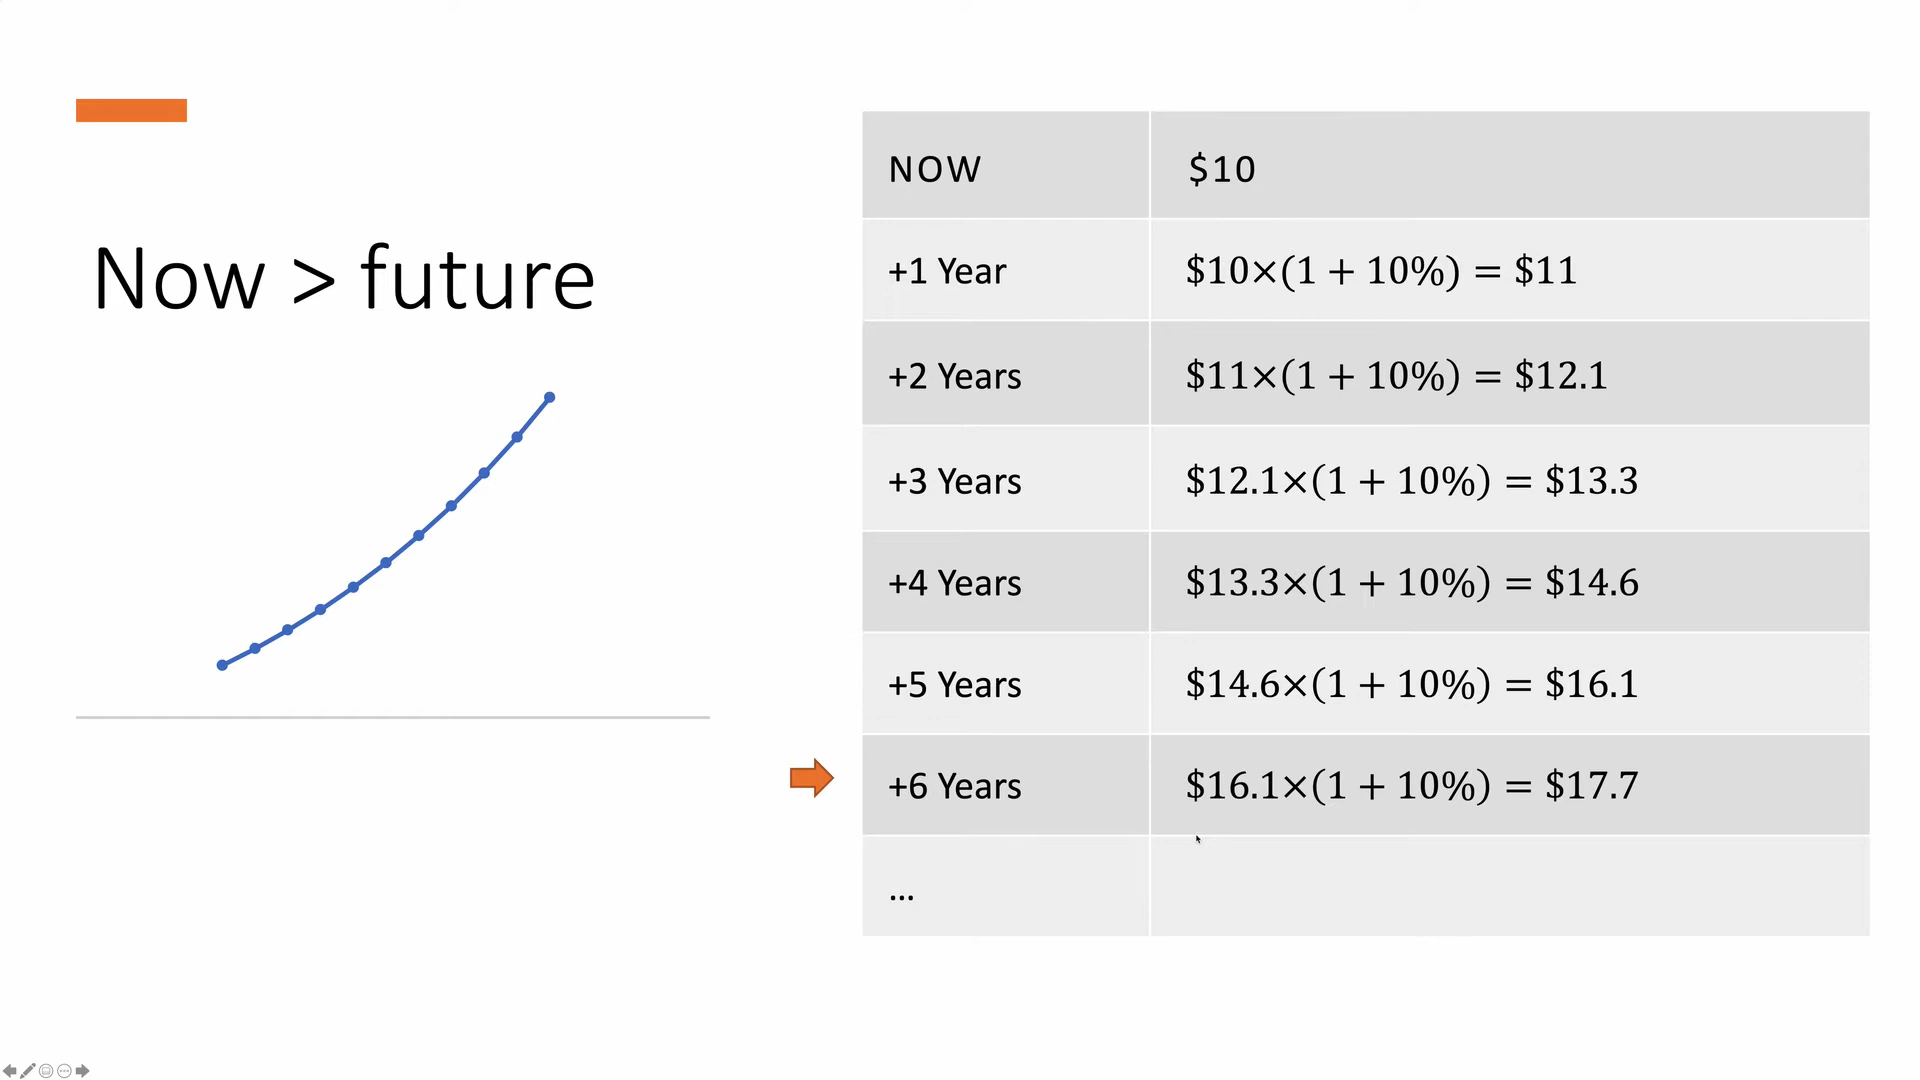 Now > future
NOW $10
+1 Year $10×(1 + 10%) = $11
+2 Years $11×(1 + 10%) = $12.1
+3 Years $12.1×(1 + 10%) = $13.3
+4 Years $13.3×(1 + 10%) = $14.6
+5 Years $14.6×(1 + 10%) = $16.1
+6 Years $16.1×(1 + 10%) = $17.7
...